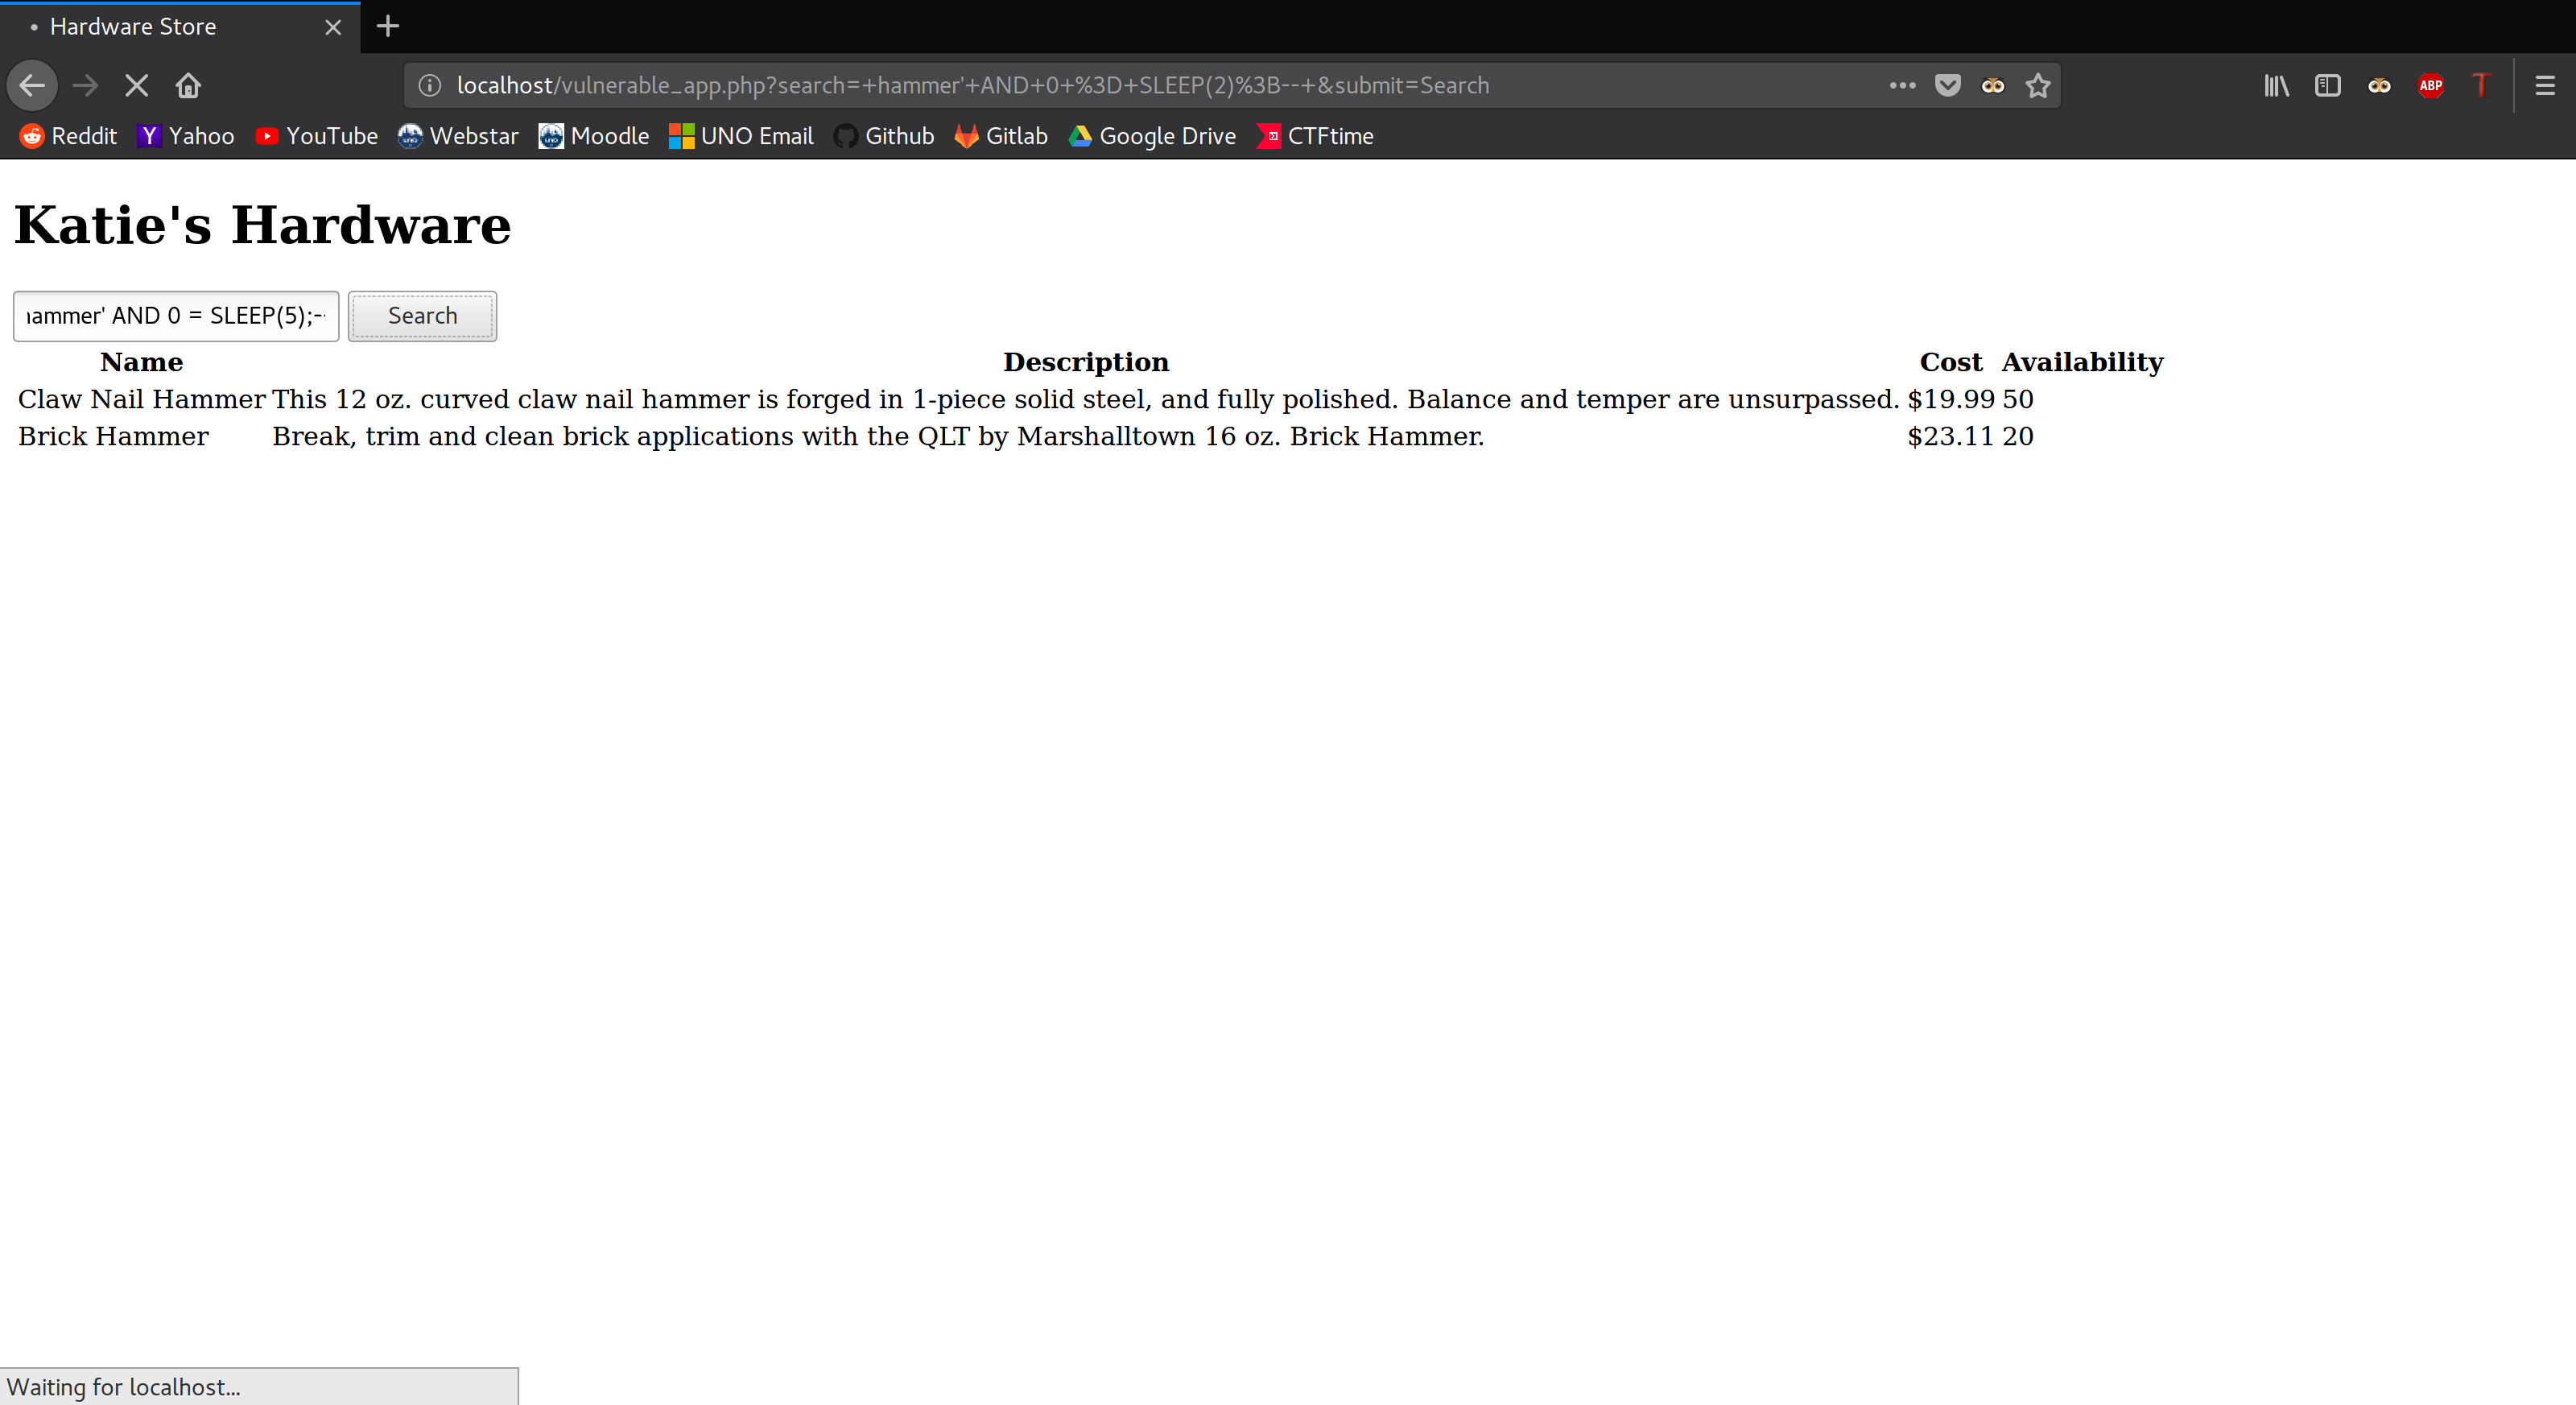 Hardware Store
localhost/vulnerable_app.php?search=+hammer'+AND+0+%3D+SLEEP(2)%3B--+&submit=Search
ABP
Reddit Yahoo YouTube Webstar Moodle UNO Email Github Gitlab Google Drive CTFtime
Katie's Hardware
hammer' AND 0 = SLEEP(5);-- Search
Name Description Cost Availability
Claw Nail Hammer This 12 oz. curved claw nail hammer is forged in 1-piece solid steel, and fully polished. Balance and temper are unsurpassed. $19.99 50
Brick Hammer Break, trim and clean brick applications with the QLT by Marshalltown 16 oz. Brick Hammer. $23.11 20
Waiting for localhost...